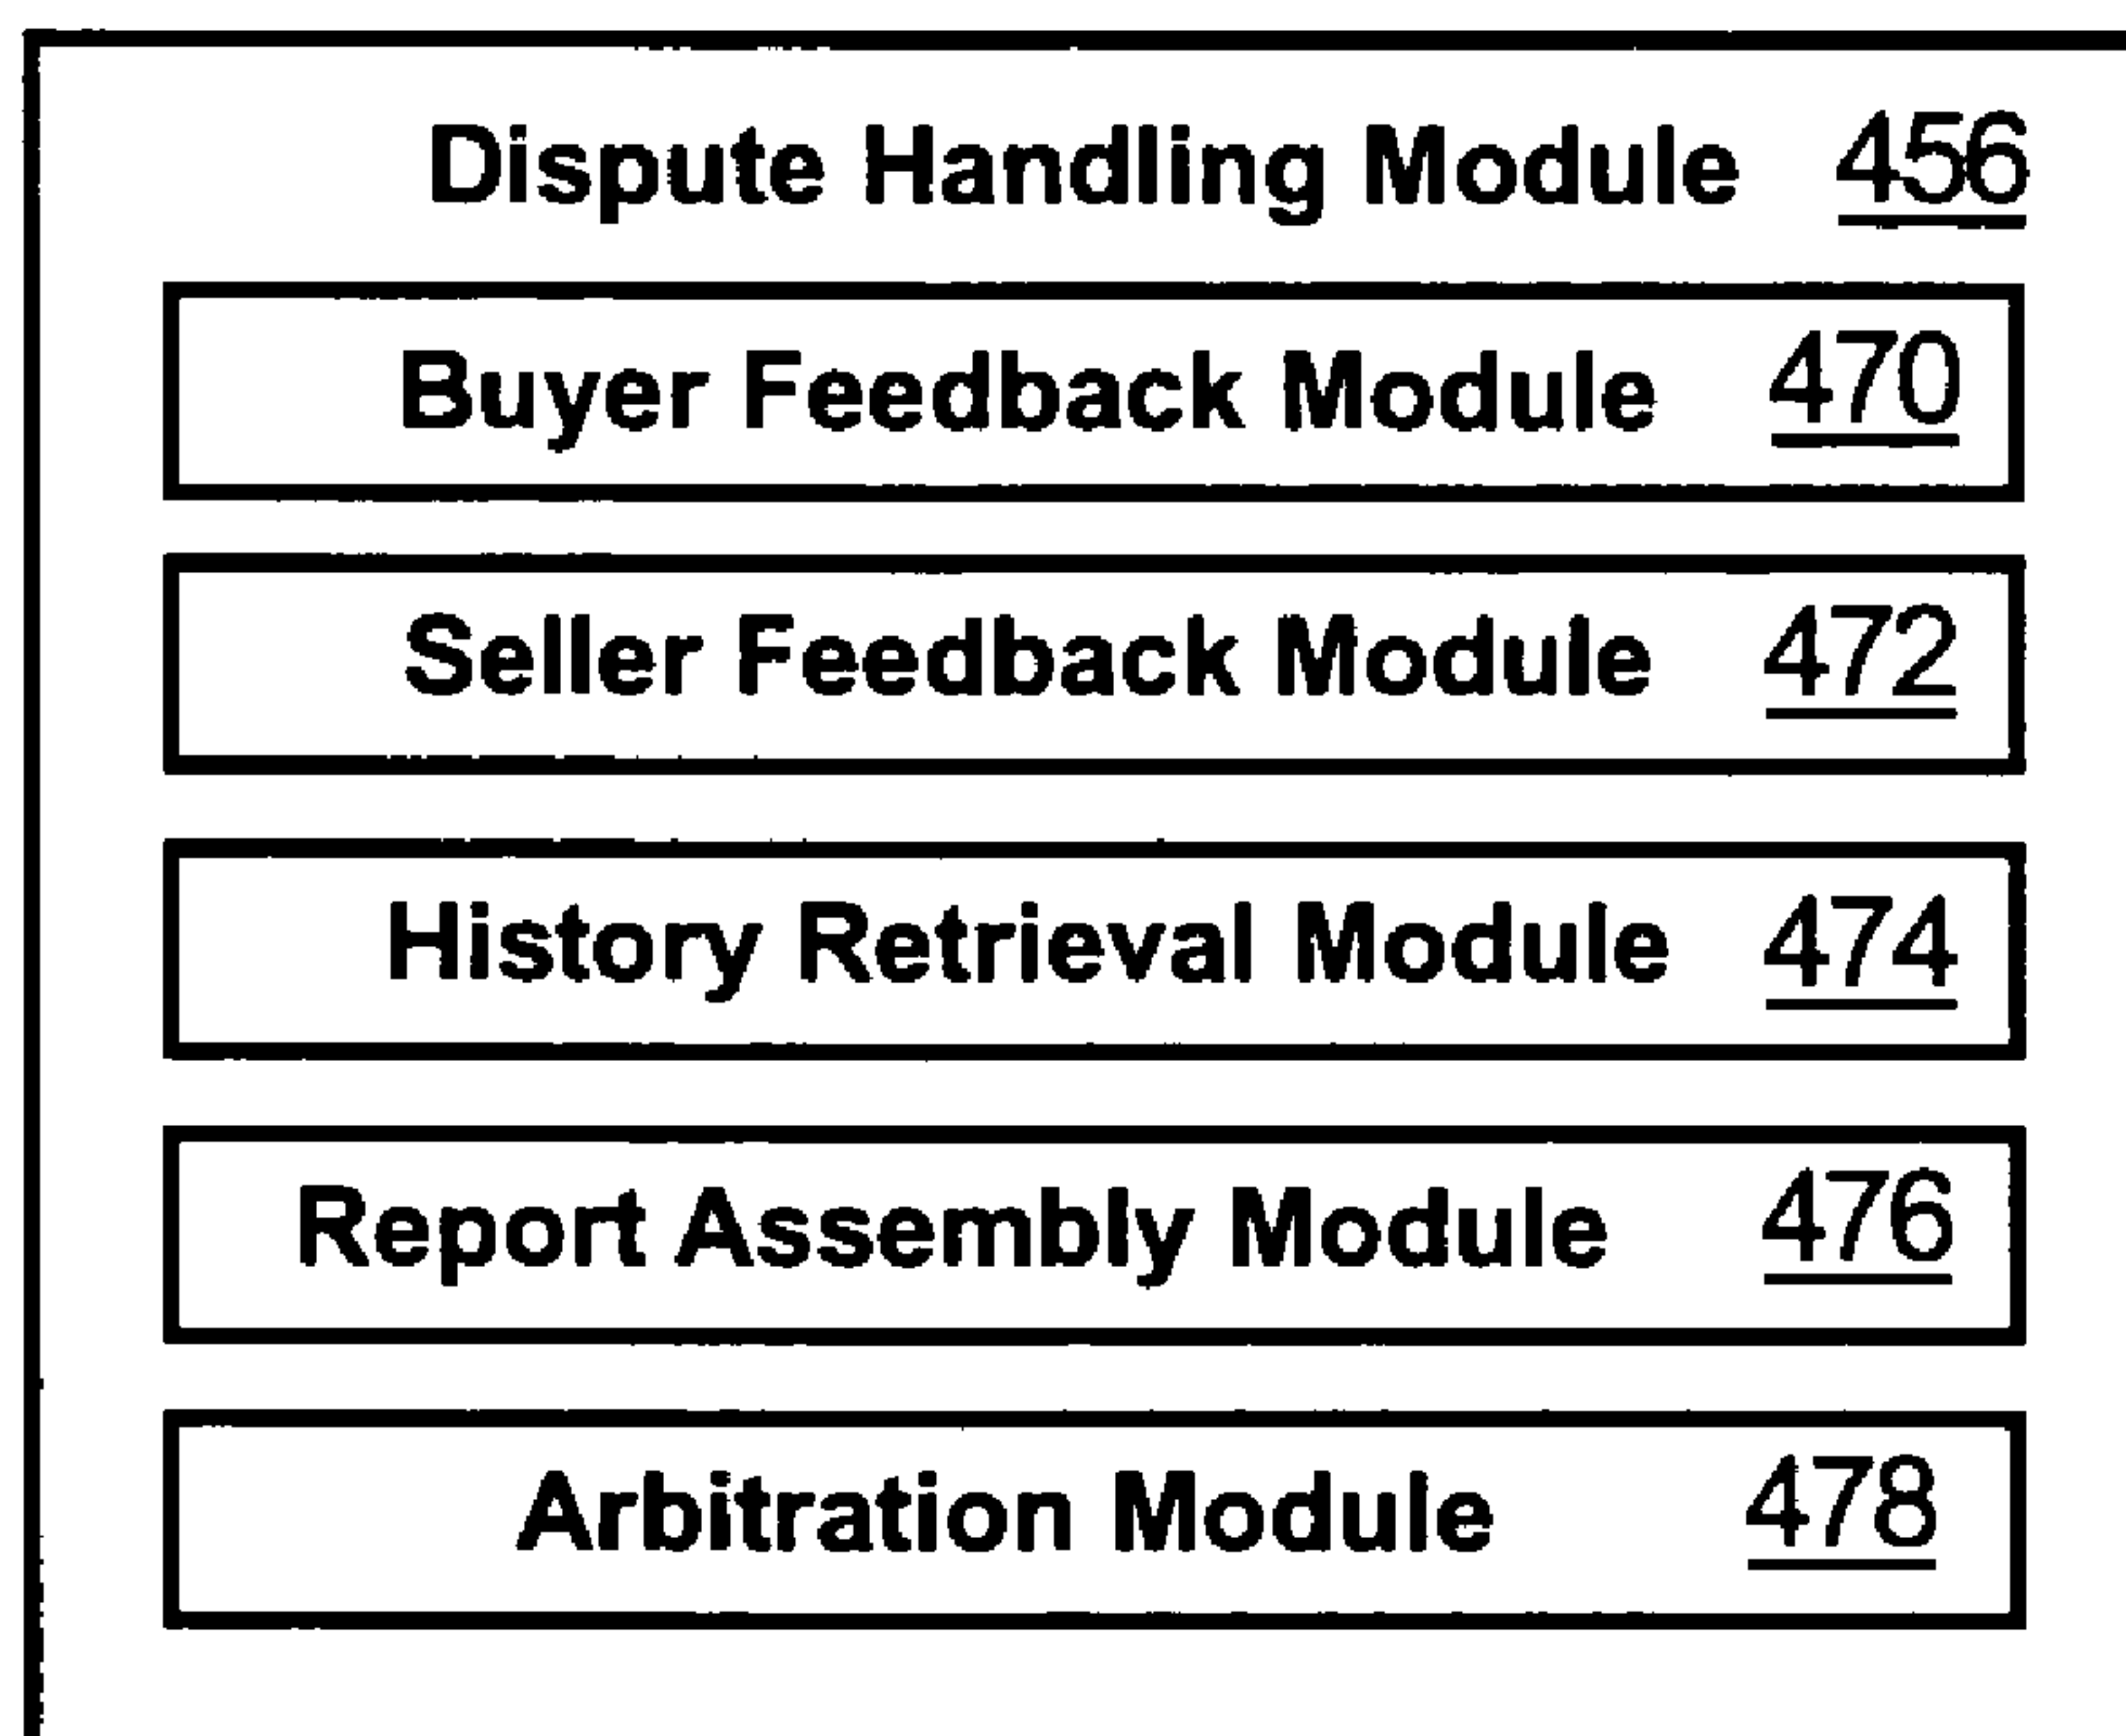 Dispute Handling Module 456
Buyer Feedback Module 470
Seller Feedback Module 472
History Retrieval Module 474
Report Assembly Module 476
Arbitration Module 478